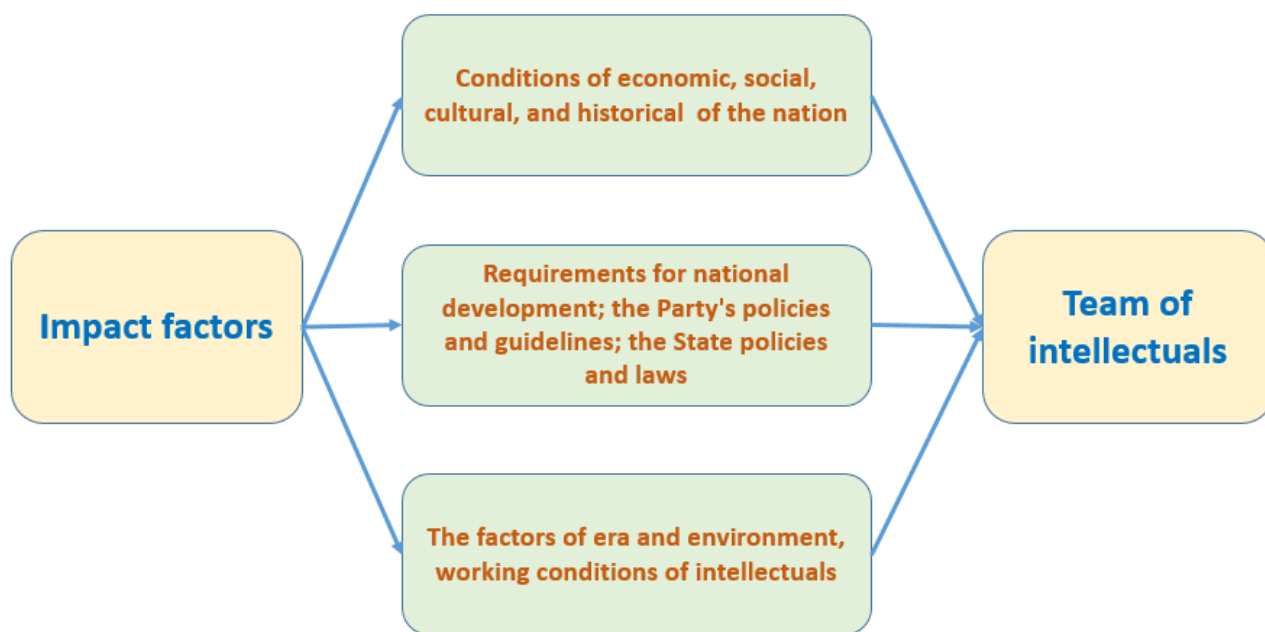 Conditions of economic, social,
cultural, and historical of the nation
Impact factors
Requirements for national
development; the Party's policies
and guidelines; the State policies
and laws
Team of
intellectuals
The factors of era and environment,
working conditions of intellectuals